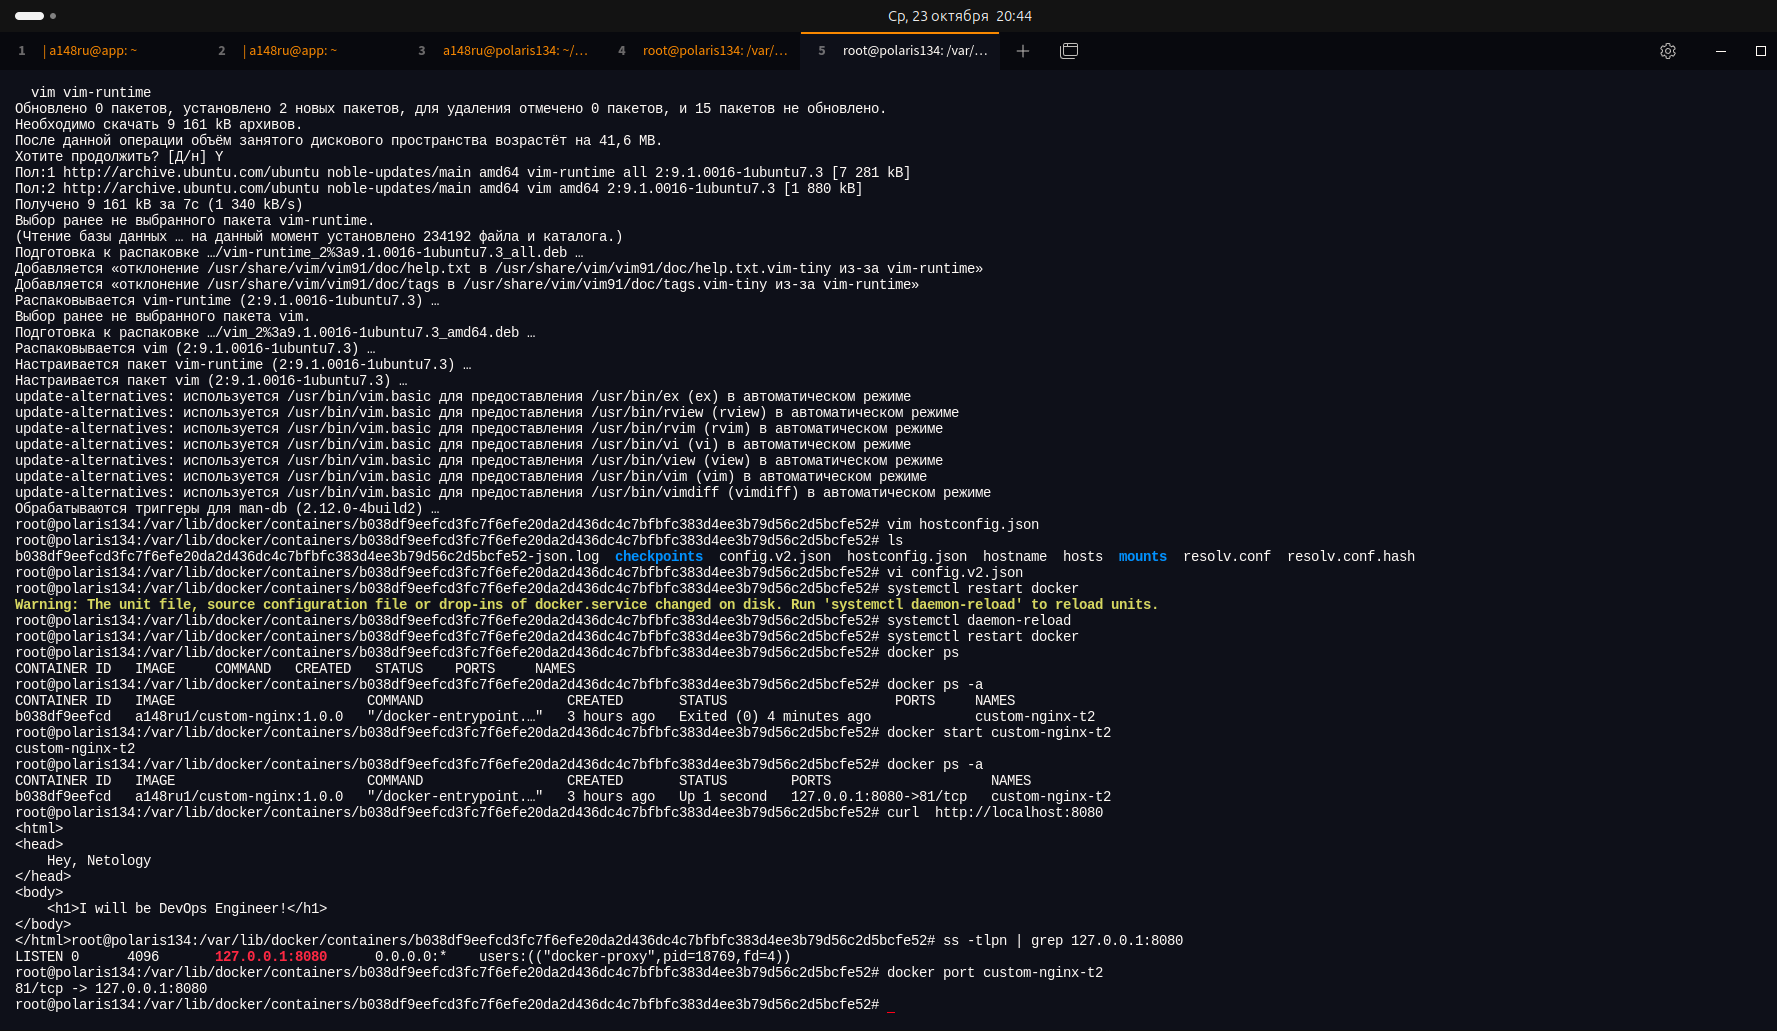 Ср, 23 октября 20:44
1 | a148ru@app: ~ 2 | a148ru@app: ~ 3 a148ru@polaris134: ~/… 4 root@polaris134: /var/… 5 root@polaris134: /var/…
vim vim-runtime
Обновлено 0 пакетов, установлено 2 новых пакетов, для удаления отмечено 0 пакетов, и 15 пакетов не обновлено.
Необходимо скачать 9 161 kB архивов.
После данной операции объём занятого дискового пространства возрастёт на 41,6 MB.
Хотите продолжить? [Д/н] Y
Пол:1 http://archive.ubuntu.com/ubuntu noble-updates/main amd64 vim-runtime all 2:9.1.0016-1ubuntu7.3 [7 281 kB]
Пол:2 http://archive.ubuntu.com/ubuntu noble-updates/main amd64 vim amd64 2:9.1.0016-1ubuntu7.3 [1 880 kB]
Получено 9 161 kB за 7с (1 340 kB/s)
Выбор ранее не выбранного пакета vim-runtime.
(Чтение базы данных … на данный момент установлено 234192 файла и каталога.)
Подготовка к распаковке …/vim-runtime_2%3a9.1.0016-1ubuntu7.3_all.deb …
Добавляется «отклонение /usr/share/vim/vim91/doc/help.txt в /usr/share/vim/vim91/doc/help.txt.vim-tiny из-за vim-runtime»
Добавляется «отклонение /usr/share/vim/vim91/doc/tags в /usr/share/vim/vim91/doc/tags.vim-tiny из-за vim-runtime»
Распаковывается vim-runtime (2:9.1.0016-1ubuntu7.3) …
Выбор ранее не выбранного пакета vim.
Подготовка к распаковке …/vim_2%3a9.1.0016-1ubuntu7.3_amd64.deb …
Распаковывается vim (2:9.1.0016-1ubuntu7.3) …
Настраивается пакет vim-runtime (2:9.1.0016-1ubuntu7.3) …
Настраивается пакет vim (2:9.1.0016-1ubuntu7.3) …
update-alternatives: используется /usr/bin/vim.basic для предоставления /usr/bin/ex (ex) в автоматическом режиме
update-alternatives: используется /usr/bin/vim.basic для предоставления /usr/bin/rview (rview) в автоматическом режиме
update-alternatives: используется /usr/bin/vim.basic для предоставления /usr/bin/rvim (rvim) в автоматическом режиме
update-alternatives: используется /usr/bin/vim.basic для предоставления /usr/bin/vi (vi) в автоматическом режиме
update-alternatives: используется /usr/bin/vim.basic для предоставления /usr/bin/view (view) в автоматическом режиме
update-alternatives: используется /usr/bin/vim.basic для предоставления /usr/bin/vim (vim) в автоматическом режиме
update-alternatives: используется /usr/bin/vim.basic для предоставления /usr/bin/vimdiff (vimdiff) в автоматическом режиме
Обрабатываются триггеры для man-db (2.12.0-4build2) …
root@polaris134:/var/lib/docker/containers/b038df9eefcd3fc7f6efe20da2d436dc4c7bfbfc383d4ee3b79d56c2d5bcfe52# vim hostconfig.json
root@polaris134:/var/lib/docker/containers/b038df9eefcd3fc7f6efe20da2d436dc4c7bfbfc383d4ee3b79d56c2d5bcfe52# ls
b038df9eefcd3fc7f6efe20da2d436dc4c7bfbfc383d4ee3b79d56c2d5bcfe52-json.log checkpoints config.v2.json hostconfig.json hostname hosts mounts resolv.conf resolv.conf.hash
root@polaris134:/var/lib/docker/containers/b038df9eefcd3fc7f6efe20da2d436dc4c7bfbfc383d4ee3b79d56c2d5bcfe52# vi config.v2.json
root@polaris134:/var/lib/docker/containers/b038df9eefcd3fc7f6efe20da2d436dc4c7bfbfc383d4ee3b79d56c2d5bcfe52# systemctl restart docker
Warning: The unit file, source configuration file or drop-ins of docker.service changed on disk. Run 'systemctl daemon-reload' to reload units.
root@polaris134:/var/lib/docker/containers/b038df9eefcd3fc7f6efe20da2d436dc4c7bfbfc383d4ee3b79d56c2d5bcfe52# systemctl daemon-reload
root@polaris134:/var/lib/docker/containers/b038df9eefcd3fc7f6efe20da2d436dc4c7bfbfc383d4ee3b79d56c2d5bcfe52# systemctl restart docker
root@polaris134:/var/lib/docker/containers/b038df9eefcd3fc7f6efe20da2d436dc4c7bfbfc383d4ee3b79d56c2d5bcfe52# docker ps
CONTAINER ID IMAGE COMMAND CREATED STATUS PORTS NAMES
root@polaris134:/var/lib/docker/containers/b038df9eefcd3fc7f6efe20da2d436dc4c7bfbfc383d4ee3b79d56c2d5bcfe52# docker ps -a
CONTAINER ID IMAGE COMMAND CREATED STATUS PORTS NAMES
b038df9eefcd a148ru1/custom-nginx:1.0.0 "/docker-entrypoint.…" 3 hours ago Exited (0) 4 minutes ago custom-nginx-t2
root@polaris134:/var/lib/docker/containers/b038df9eefcd3fc7f6efe20da2d436dc4c7bfbfc383d4ee3b79d56c2d5bcfe52# docker start custom-nginx-t2
custom-nginx-t2
root@polaris134:/var/lib/docker/containers/b038df9eefcd3fc7f6efe20da2d436dc4c7bfbfc383d4ee3b79d56c2d5bcfe52# docker ps -a
CONTAINER ID IMAGE COMMAND CREATED STATUS PORTS NAMES
b038df9eefcd a148ru1/custom-nginx:1.0.0 "/docker-entrypoint.…" 3 hours ago Up 1 second 127.0.0.1:8080->81/tcp custom-nginx-t2
root@polaris134:/var/lib/docker/containers/b038df9eefcd3fc7f6efe20da2d436dc4c7bfbfc383d4ee3b79d56c2d5bcfe52# curl  http://localhost:8080
<html>
<head>
Hey, Netology
</head>
<body>
<h1>I will be DevOps Engineer!</h1>
</body>
</html>root@polaris134:/var/lib/docker/containers/b038df9eefcd3fc7f6efe20da2d436dc4c7bfbfc383d4ee3b79d56c2d5bcfe52# ss -tlpn | grep 127.0.0.1:8080
LISTEN 0 4096 127.0.0.1:8080 0.0.0.0:* users:(("docker-proxy",pid=18769,fd=4))
root@polaris134:/var/lib/docker/containers/b038df9eefcd3fc7f6efe20da2d436dc4c7bfbfc383d4ee3b79d56c2d5bcfe52# docker port custom-nginx-t2
81/tcp -> 127.0.0.1:8080
root@polaris134:/var/lib/docker/containers/b038df9eefcd3fc7f6efe20da2d436dc4c7bfbfc383d4ee3b79d56c2d5bcfe52# _